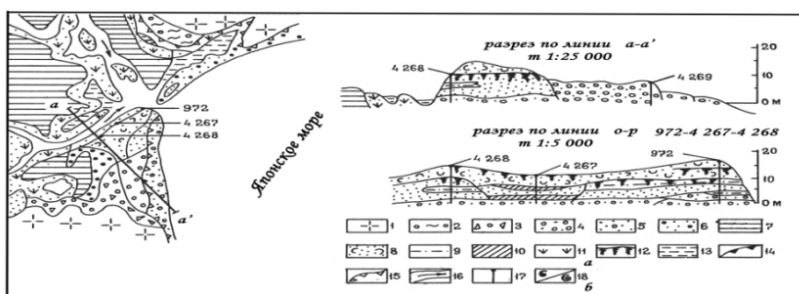 а
972
4 267
4 268
а'
Японское море
разрез по линии а-а'
m 1:25 000
4 268
4 269
20
10
0 м
разрез по линии о-р 972-4 267-4 268
m 1:5 000
4 268
4 267
972
20
10
0 м
1 2 3 4 5 6 7
8 9 10 11 12 13 14
15 16 17 18 а
б